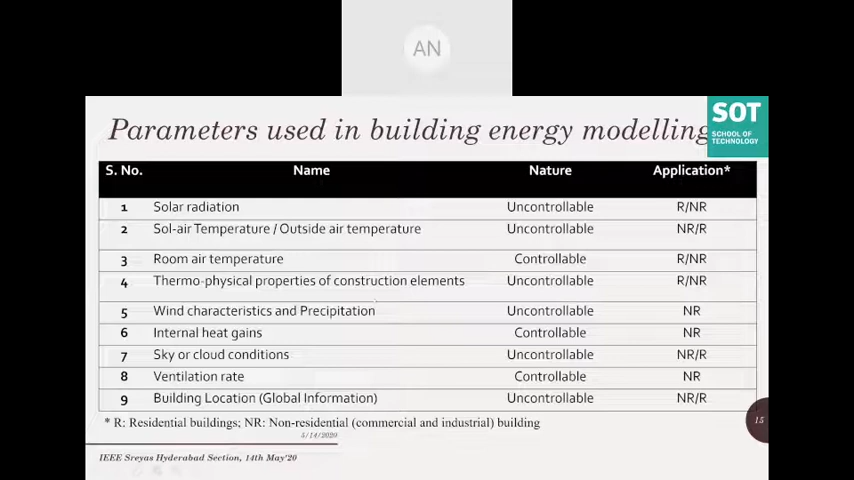 AN
Parameters used in building energy modelling
SOT
SCHOOL OF
TECHNOLOGY
S. No. Name Nature Application*
1 Solar radiation Uncontrollable R/NR
2 Sol-air Temperature / Outside air temperature Uncontrollable NR/R
3 Room air temperature Controllable R/NR
4 Thermo-physical properties of construction elements Uncontrollable R/NR
5 Wind characteristics and Precipitation Uncontrollable NR
6 Internal heat gains Controllable NR
7 Sky or cloud conditions Uncontrollable NR/R
8 Ventilation rate Controllable NR
9 Building Location (Global Information) Uncontrollable NR/R
* R: Residential buildings; NR: Non-residential (commercial and industrial) building
15
5/14/2020
IEEE Sreyas Hyderabad Section, 14th May'20